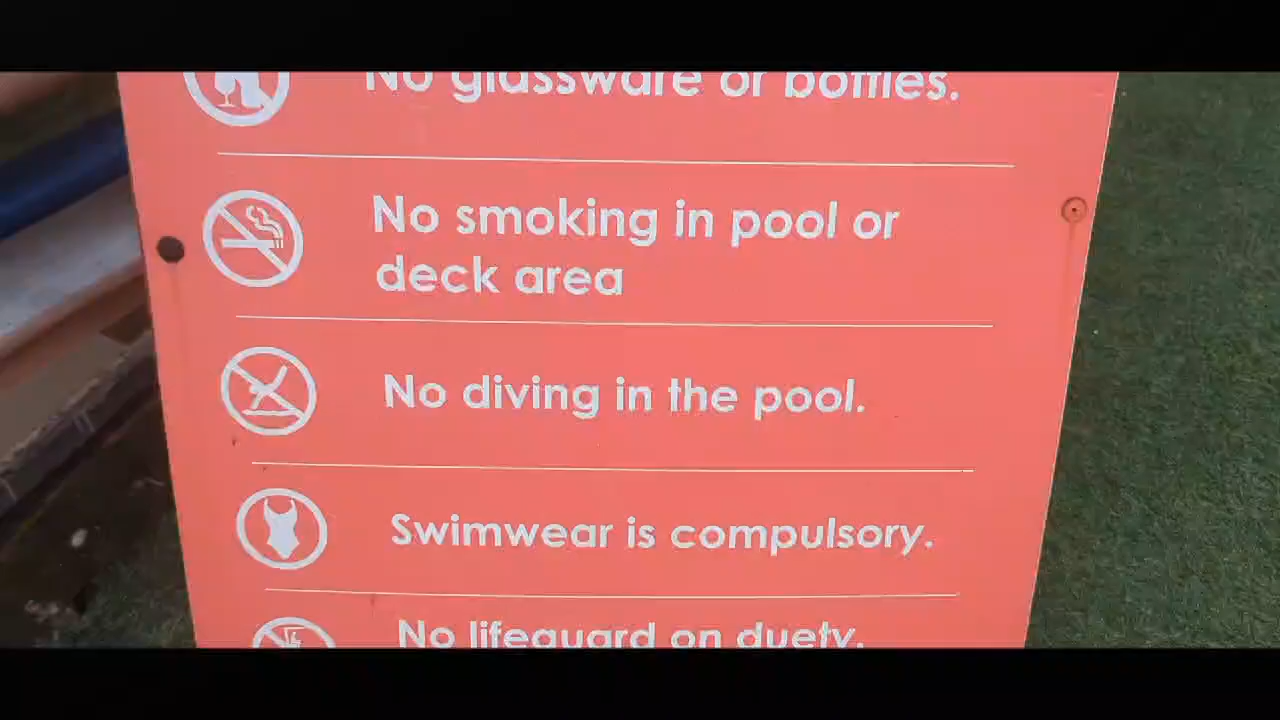 No glassware or bottles.
No smoking in pool or
deck area
No diving in the pool.
Swimwear is compulsory.
No lifeguard on duety.